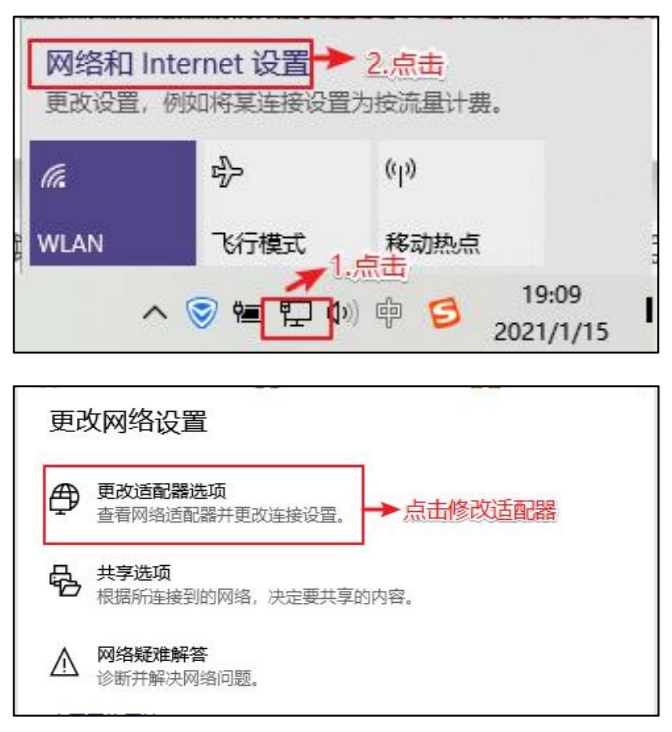 网络和 Internet 设置 2.点击
更改设置，例如将某连接设置为按流量计费。
WLAN 飞行模式 移动热点
1.点击
中 19:09
2021/1/15
更改网络设置
更改适配器选项
查看网络适配器并更改连接设置。
点击修改适配器
共享选项
根据所连接到的网络，决定要共享的内容。
网络疑难解答
诊断并解决网络问题。